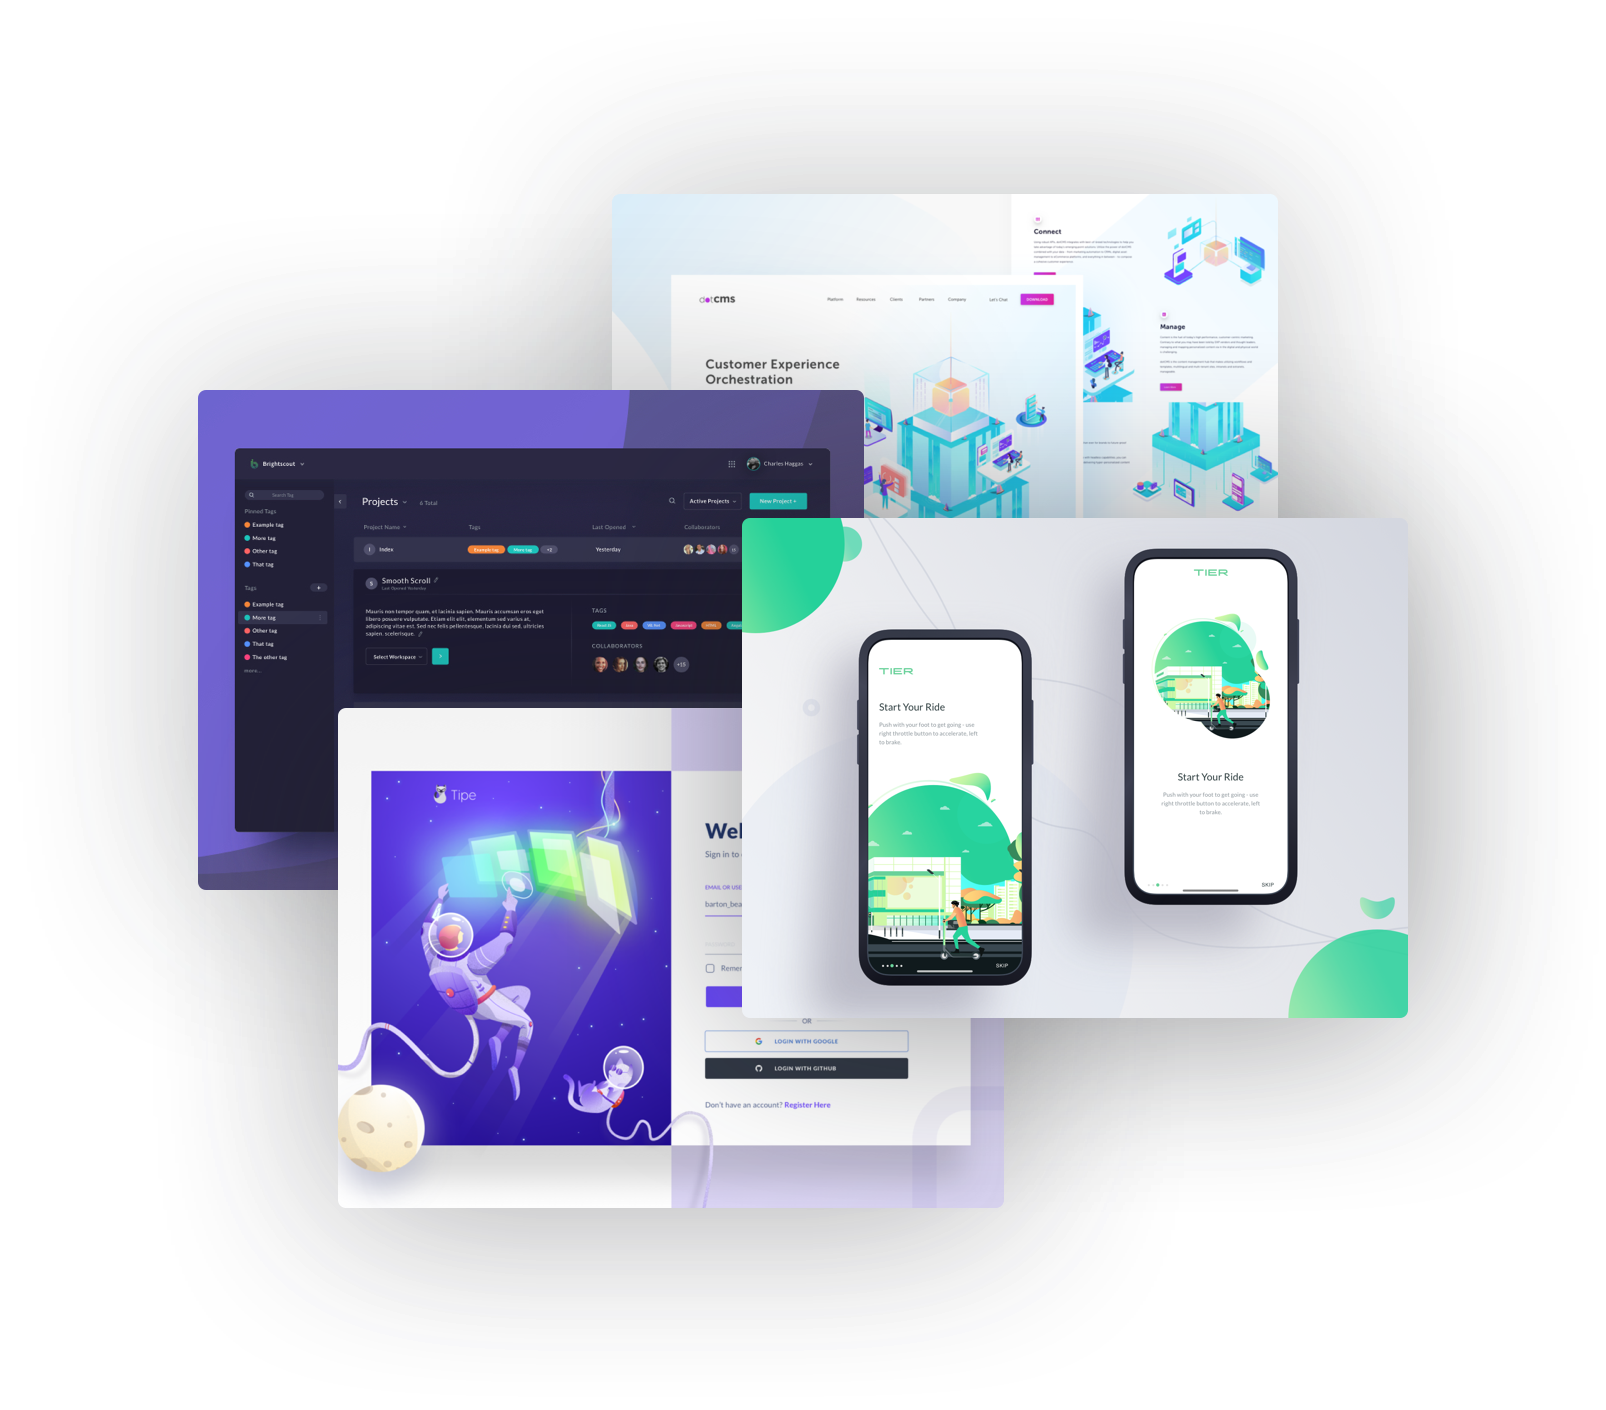 Connect
Manage
dotcms
Platform
Resources
Clients
Partners
Company
Let's Chat
DOWNLOAD
Customer Experience
Orchestration
Brightscout
Charles Haggas
Search Tag
Pinned Tags
Example tag
More tag
Other tag
That tag
Tags
+
Example tag
More tag
Other tag
That tag
The other tag
more...
Projects
6 Total
Active Projects
New Project +
Project Name
Tags
Last Opened
Collaborators
I
Index
Example tag
More tag
+2
Yesterday
S
Smooth Scroll
Last Opened Yesterday
Mauris non tempor quam, et lacinia sapien. Mauris accumsan eros eget
libero posuere vulputate. Etiam elit elit, elementum sed varius at,
adipiscing vitae est. Sed nec felis pellentesque, lacinia dui sed, ultricies
sapien. scelerisque.
Select Workspace
TAGS
Java
Javascript
HTML
COLLABORATORS
+15
TIER
Start Your Ride
Push with your foot to get going - use
right throttle button to accelerate, left
to brake.
SKIP
TIER
Start Your Ride
Push with your foot to get going - use
right throttle button to accelerate, left
to brake.
SKIP
Tipe
Wel
Sign in to
EMAIL OR USE
barton_bea
Remer
OR
LOGIN WITH GOOGLE
LOGIN WITH GITHUB
Don't have an account? Register Here